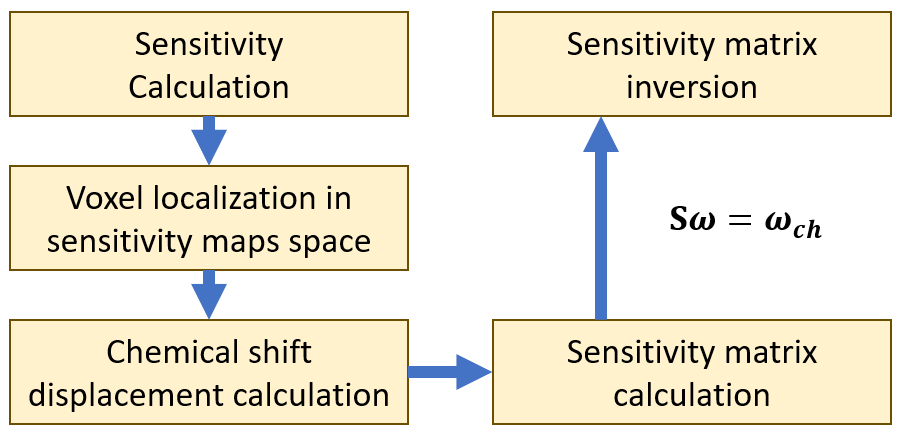 Sensitivity
Calculation
Voxel localization in
sensitivity maps space
Chemical shift
displacement calculation
Sensitivity matrix
calculation
Sω = ω_ch
Sensitivity matrix
inversion